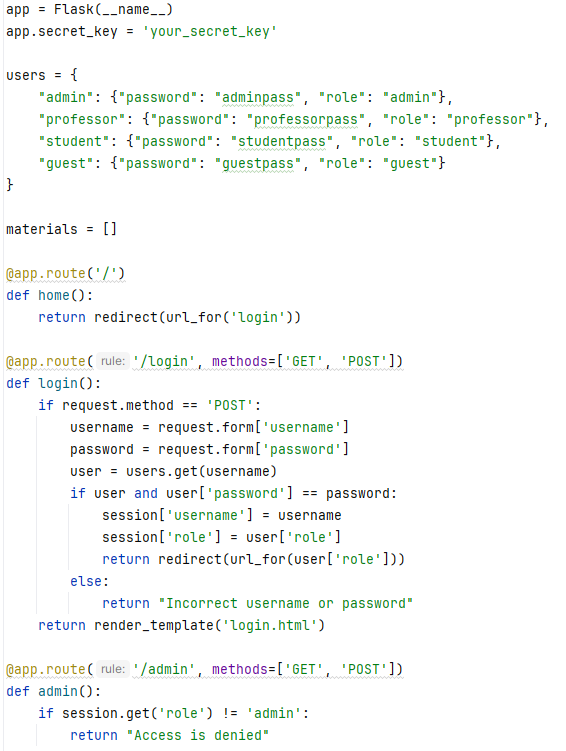 app = Flask(__name__)
app.secret_key = 'your_secret_key'
users = {
    "admin": {"password": "adminpass", "role": "admin"},
    "professor": {"password": "professorpass", "role": "professor"},
    "student": {"password": "studentpass", "role": "student"},
    "guest": {"password": "guestpass", "role": "guest"}
}
materials = []
@app.route('/')
def home():
    return redirect(url_for('login'))
@app.route( rule: '/login', methods=['GET', 'POST'])
def login():
    if request.method == 'POST':
        username = request.form['username']
        password = request.form['password']
        user = users.get(username)
        if user and user['password'] == password:
            session['username'] = username
            session['role'] = user['role']
            return redirect(url_for(user['role']))
        else:
            return "Incorrect username or password"
    return render_template('login.html')
@app.route( rule: '/admin', methods=['GET', 'POST'])
def admin():
    if session.get('role') != 'admin':
        return "Access is denied"